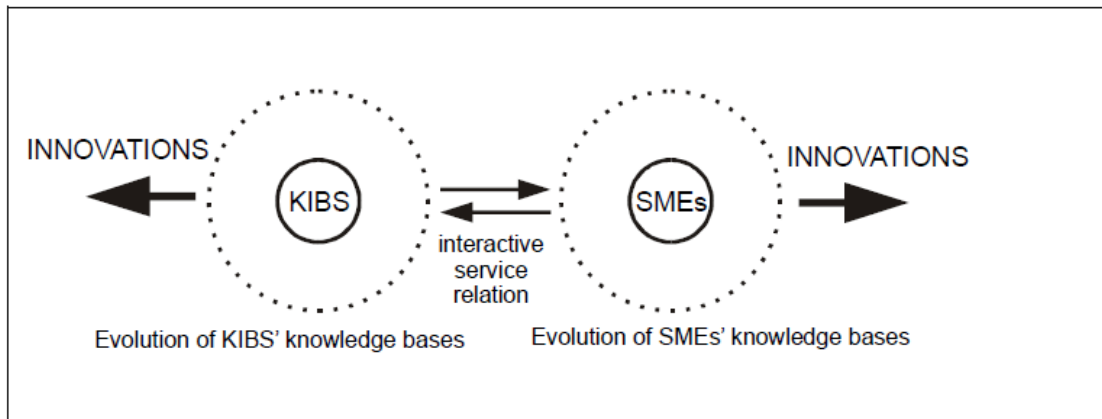 INNOVATIONS
KIBS
interactive
service
relation
SMEs
INNOVATIONS
Evolution of KIBS' knowledge bases
Evolution of SMEs' knowledge bases